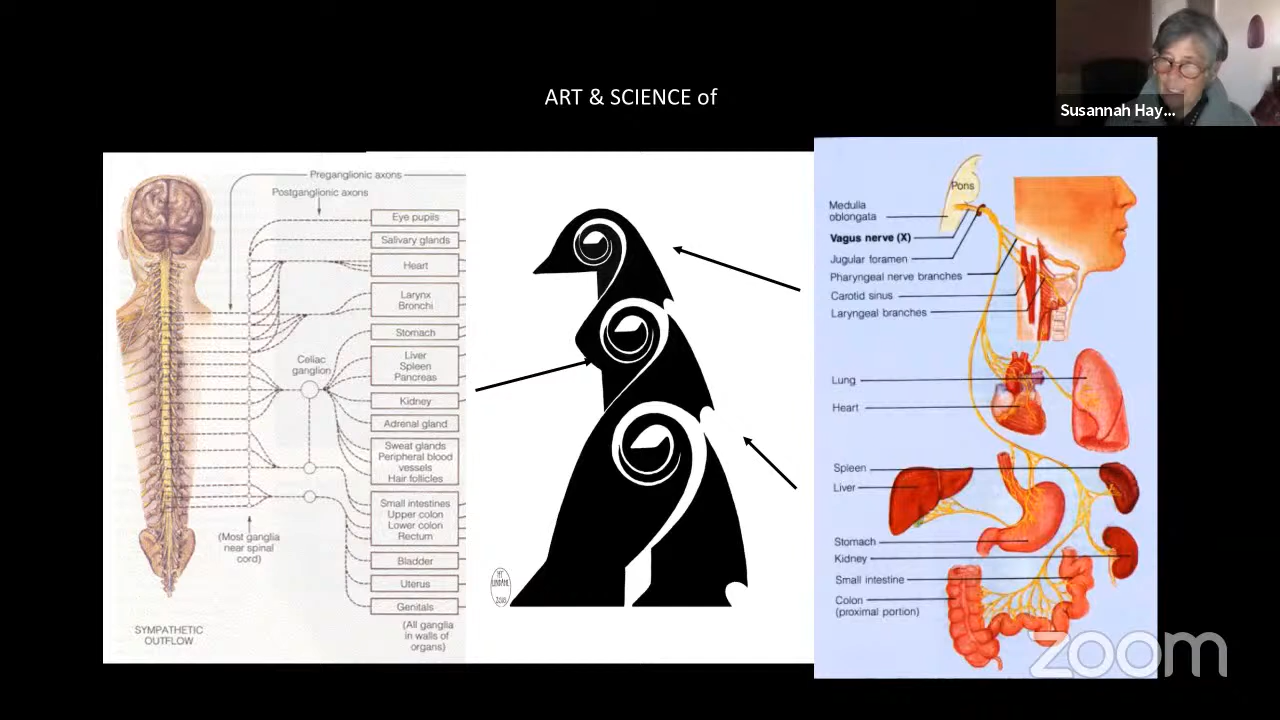 ART & SCIENCE of
Susannah Hay...
Preganglionic axons
Postganglionic axons
Eye pupils
Salivary glands
Heart
Larynx
Bronchi
Celiac
ganglion
Stomach
Liver
Spleen
Pancreas
Kidney
Adrenal gland
Sweat glands
Peripheral blood
vessels
Hair follicles
Small intestines
Upper colon
Lower colon
Rectum
(Most ganglia
near spinal
cord)
Bladder
Uterus
Genitals
(All ganglia
in walls of
organs)
SYMPATHETIC
OUTFLOW
Pons
Medulla
oblongata
Vagus nerve (X)
Jugular foramen
Pharyngeal nerve branches
Carotid sinus
Laryngeal branches
Lung
Heart
Spleen
Liver
Stomach
Kidney
Small intestine
Colon
(proximal portion)
zoom